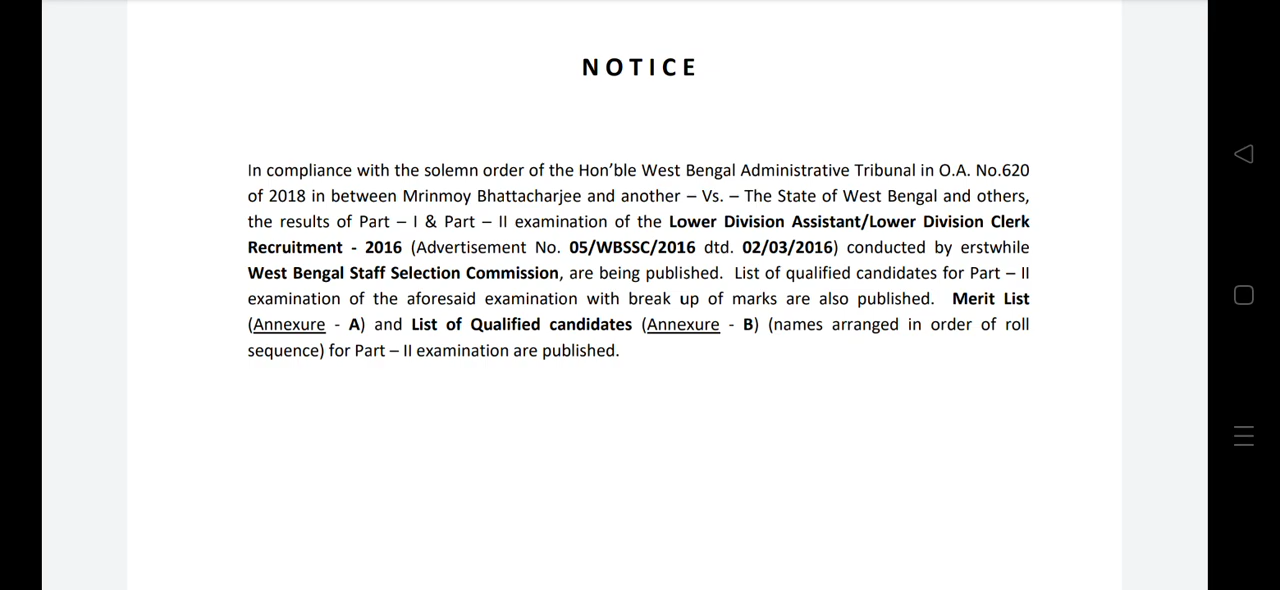 NOTICE
In compliance with the solemn order of the Hon’ble West Bengal Administrative Tribunal in O.A. No.620
of 2018 in between Mrinmoy Bhattacharjee and another – Vs. – The State of West Bengal and others,
the results of Part – I & Part – II examination of the Lower Division Assistant/Lower Division Clerk
Recruitment - 2016 (Advertisement No. 05/WBSSC/2016 dtd. 02/03/2016) conducted by erstwhile
West Bengal Staff Selection Commission, are being published. List of qualified candidates for Part – II
examination of the aforesaid examination with break up of marks are also published. Merit List
(Annexure - A) and List of Qualified candidates (Annexure - B) (names arranged in order of roll
sequence) for Part – II examination are published.